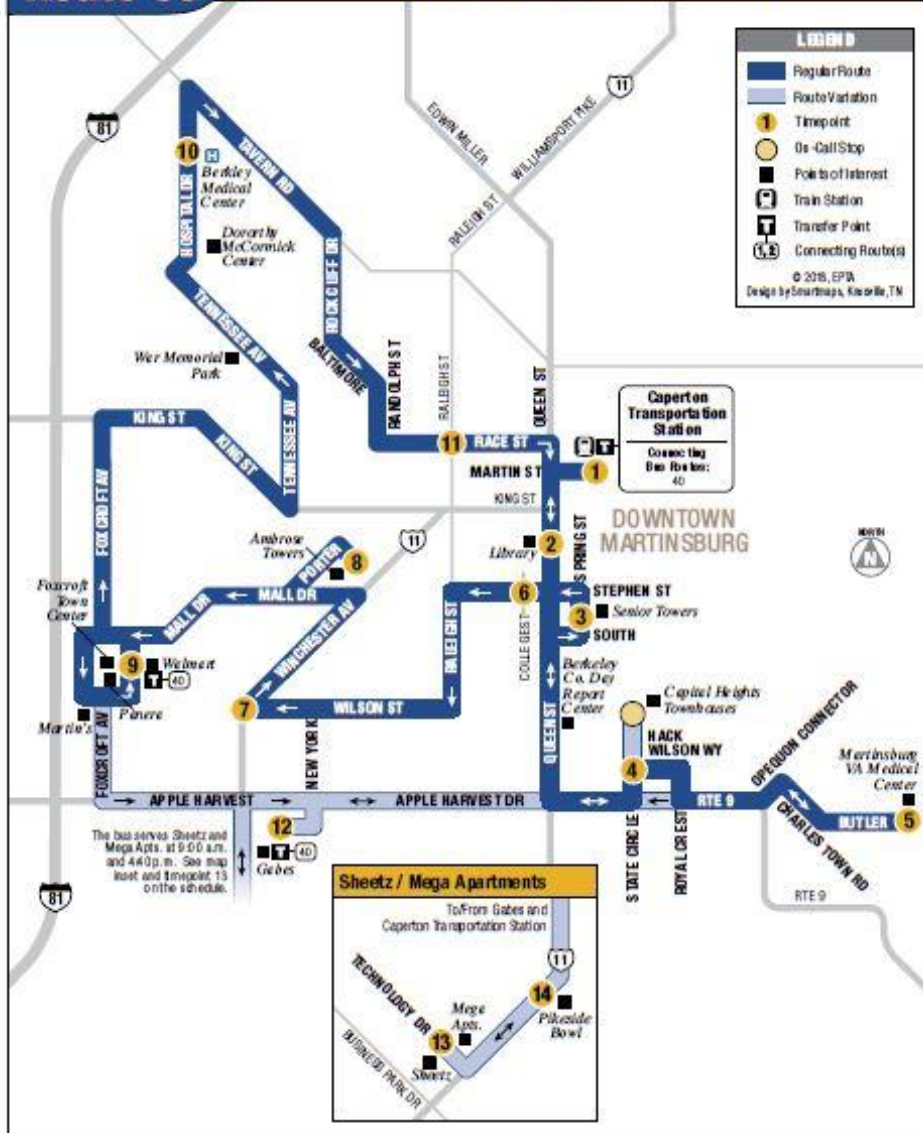 LEGEND
Regular Route
Route Variation
1 Timepoint
On-Call Stop
Points of Interest
Train Station
T Transfer Point
1, 2 Connecting Route(s)
© 2018, EPTA
Design by Smartmaps, Knoxville, TN
81
11
EDWIN MILLER
WILLIAMSPORT PIKE
RALEIGH ST
TAVERN RD
10
H
Berkley
Medical
Center
HOSPITAL DR
Dorothy
McCormick
Center
ROCK CLIFF DR
TENNESSEE AV
BALTIMORE
War Memorial
Park
RANDOLPH ST
RALEIGH ST
QUEEN ST
KING ST
KING ST
TENNESSEE AV
11
RACE ST
MARTIN ST
1
T
Caperton
Transportation
Station
Connecting
Bus Routes:
40
KING ST
DOWNTOWN
MARTINSBURG
NORTH
N
FOXCROFT AV
Ambrose
Towers
PORTER
8
11
Library
2
SPRING ST
6
STEPHEN ST
3
Senior Towers
SOUTH
MALL DR
MALL DR
WINCHESTER AV
RALEIGH ST
COLLEGE ST
Foxcroft
Town
Center
9
Walmart
T
40
Panera
Martin's
7
WILSON ST
NEW YORK
QUEEN ST
Berkeley
Co. Day
Report
Center
Capitol Heights
Townhouses
HACK
WILSON WY
4
OPEQUON CONNECTOR
Martinsburg
VA Medical
Center
FOXCROFT AV
APPLE HARVEST
APPLE HARVEST DR
RTE 9
BUTLER
5
STATE CIRCLE
ROYAL CREST
CHARLES TOWN RD
RTE 9
The bus serves Sheetz and
Mega Apts. at 9:00 a.m.
and 4:40 p.m. See map
inset and timepoint 13
on the schedule.
12
Gabes
T
40
81
Sheetz / Mega Apartments
To/From Gabes and
Caperton Transportation Station
11
TECHNOLOGY DR
14
Mega
Apts.
Pikeside
Bowl
13
Sheetz
BUSINESS PARK DR